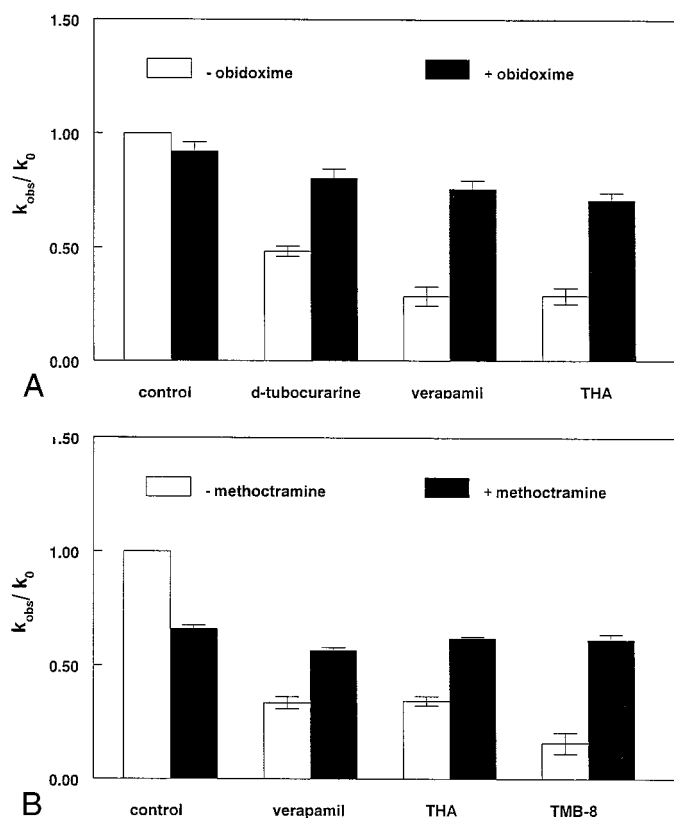 1.50
- obidoxime + obidoxime
1.00
kobs/ k0
0.50
0.00
A
control d-tubocurarine verapamil THA
1.50
- methoctramine + methoctramine
1.00
kobs/ k0
0.50
0.00
B
control verapamil THA TMB-8